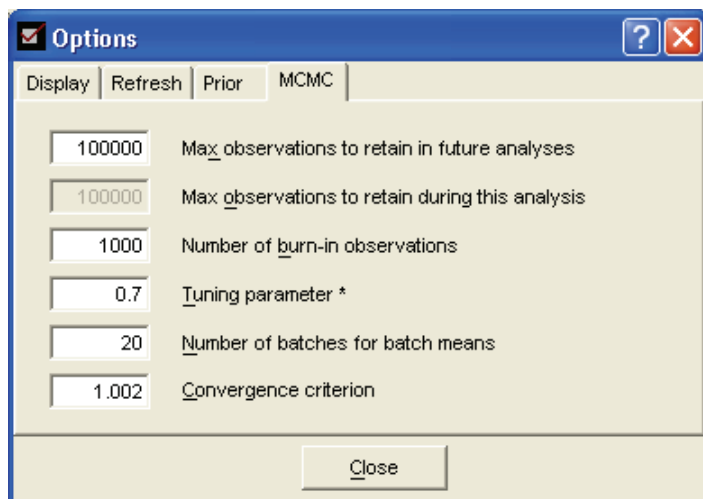 Options
Display Refresh Prior MCMC
100000 Max observations to retain in future analyses
100000 Max observations to retain during this analysis
1000 Number of burn-in observations
0.7 Tuning parameter *
20 Number of batches for batch means
1.002 Convergence criterion
Close